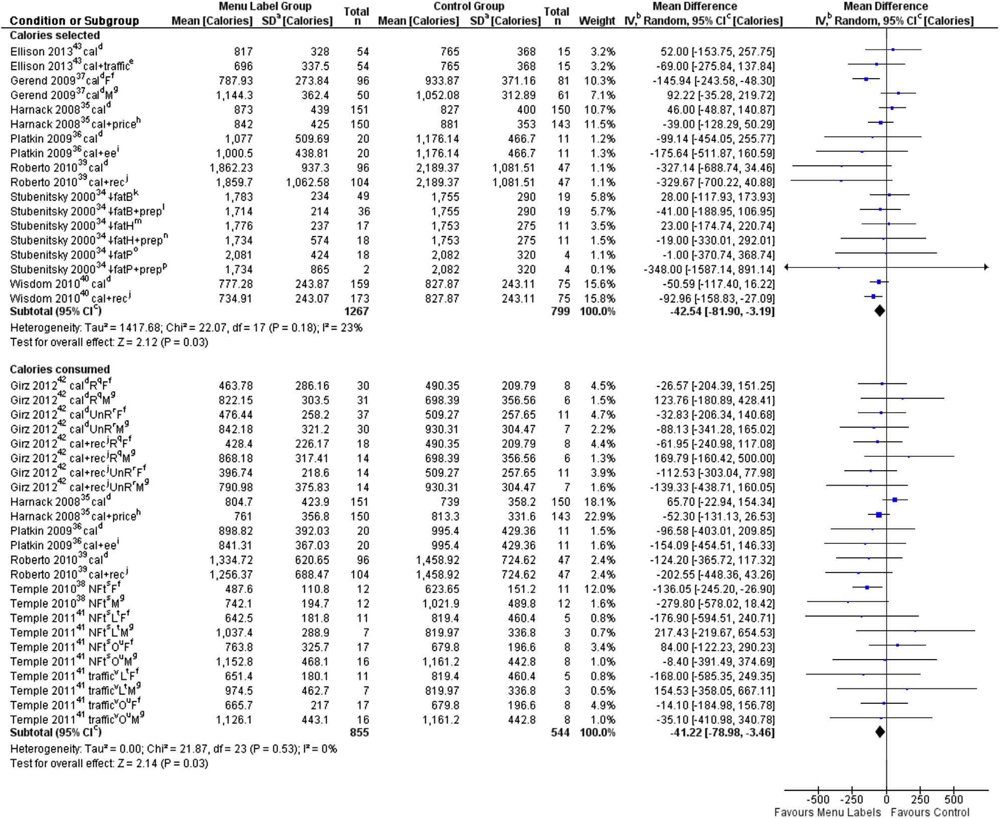 Menu Label Group Control Group Mean Difference Mean Difference
Condition or Subgroup Mean [Calories] SDᵃ [Calories] Total n Mean [Calories] SDᵃ [Calories] Total n Weight IV,ᵇ Random, 95% CIᶜ [Calories] IV,ᵇ Random, 95% CIᶜ [Calories]
Calories selected
Ellison 2013⁴³ calᵈ 817 328 54 765 368 15 3.2% 52.00 [-153.75, 257.75]
Ellison 2013⁴³ cal+trafficᵉ 696 337.5 54 765 368 15 3.2% -69.00 [-275.84, 137.84]
Gerend 2009³⁷calᵈFᶠ 787.93 273.84 96 933.87 371.16 81 10.3% -145.94 [-243.58, -48.30]
Gerend 2009³⁷calᵈMᵍ 1,144.3 362.4 50 1,052.08 312.89 61 7.1% 92.22 [-35.28, 219.72]
Harnack 2008³⁵calᵈ 873 439 151 827 400 150 10.7% 46.00 [-48.87, 140.87]
Harnack 2008³⁵cal+priceʰ 842 425 150 881 353 143 11.5% -39.00 [-128.29, 50.29]
Platkin 2009³⁶calᵈ 1,077 509.69 20 1,176.14 466.7 11 1.2% -99.14 [-454.05, 255.77]
Platkin 2009³⁶cal+eeⁱ 1,000.5 438.81 20 1,176.14 466.7 11 1.3% -175.64 [-511.87, 160.59]
Roberto 2010³⁹calᵈ 1,862.23 937.3 96 2,189.37 1,081.51 47 1.1% -327.14 [-688.74, 34.46]
Roberto 2010³⁹cal+recʲ 1,859.7 1,062.58 104 2,189.37 1,081.51 47 1.1% -329.67 [-700.22, 40.88]
Stubenitsky 2000³⁴ ↓fatBᵏ 1,783 234 49 1,755 290 19 5.8% 28.00 [-117.93, 173.93]
Stubenitsky 2000³⁴ ↓fatB+prepˡ 1,714 214 36 1,755 290 19 5.7% -41.00 [-188.95, 106.95]
Stubenitsky 2000³⁴ ↓fatHᵐ 1,776 237 17 1,753 275 11 3.5% 23.00 [-174.74, 220.74]
Stubenitsky 2000³⁴ ↓fatH+prepⁿ 1,734 574 18 1,753 275 11 1.5% -19.00 [-330.01, 292.01]
Stubenitsky 2000³⁴ ↓fatPᵒ 2,081 424 18 2,082 320 4 1.1% -1.00 [-370.74, 368.74]
Stubenitsky 2000³⁴ ↓fatP+prepᵖ 1,734 865 2 2,082 320 4 0.1% -348.00 [-1587.14, 891.14]
Wisdom 2010⁴⁰ calᵈ 777.28 243.87 159 827.87 243.11 75 15.6% -50.59 [-117.40, 16.22]
Wisdom 2010⁴⁰ cal+recʲ 734.91 243.07 173 827.87 243.11 75 15.8% -92.96 [-158.83, -27.09]
Subtotal (95% CIᶜ) 1267 799 100.0% -42.54 [-81.90, -3.19]
Heterogeneity: Tau² = 1417.68; Chi² = 22.07, df = 17 (P = 0.18); I² = 23%
Test for overall effect: Z = 2.12 (P = 0.03)
Calories consumed
Girz 2012⁴² calᵈR𐞥Fᶠ 463.78 286.16 30 490.35 209.79 8 4.5% -26.57 [-204.39, 151.25]
Girz 2012⁴² calᵈR𐞥Mᵍ 822.15 303.5 31 698.39 356.56 6 1.5% 123.76 [-180.89, 428.41]
Girz 2012⁴² calᵈUnRʳFᶠ 476.44 258.2 37 509.27 257.65 11 4.7% -32.83 [-206.34, 140.68]
Girz 2012⁴² calᵈUnRʳMᵍ 842.18 321.2 30 930.31 304.47 7 2.2% -88.13 [-341.28, 165.02]
Girz 2012⁴² cal+recʲR𐞥Fᶠ 428.4 226.17 18 490.35 209.79 8 4.4% -61.95 [-240.98, 117.08]
Girz 2012⁴² cal+recʲR𐞥Mᵍ 868.18 317.41 14 698.39 356.56 6 1.3% 169.79 [-160.42, 500.00]
Girz 2012⁴² cal+recʲUnRʳFᶠ 396.74 218.6 14 509.27 257.65 11 3.9% -112.53 [-303.04, 77.98]
Girz 2012⁴² cal+recʲUnRʳMᵍ 790.98 375.83 14 930.31 304.47 7 1.6% -139.33 [-438.71, 160.05]
Harnack 2008³⁵calᵈ 804.7 423.9 151 739 358.2 150 18.1% 65.70 [-22.94, 154.34]
Harnack 2008³⁵cal+priceʰ 761 356.8 150 813.3 331.6 143 22.9% -52.30 [-131.13, 26.53]
Platkin 2009³⁶calᵈ 898.82 392.03 20 995.4 429.36 11 1.5% -96.58 [-403.01, 209.85]
Platkin 2009³⁶cal+eeⁱ 841.31 367.03 20 995.4 429.36 11 1.6% -154.09 [-454.51, 146.33]
Roberto 2010³⁹calᵈ 1,334.72 620.65 96 1,458.92 724.62 47 2.4% -124.20 [-365.72, 117.32]
Roberto 2010³⁹cal+recʲ 1,256.37 688.47 104 1,458.92 724.62 47 2.4% -202.55 [-448.36, 43.26]
Temple 2010³⁸ NFtˢFᶠ 487.6 110.8 12 623.65 151.2 11 12.0% -136.05 [-245.20, -26.90]
Temple 2010³⁸ NFtˢMᵍ 742.1 194.7 12 1,021.9 489.8 12 1.6% -279.80 [-578.02, 18.42]
Temple 2011⁴¹ NFtˢLᵗFᶠ 642.5 181.8 11 819.4 460.4 5 0.8% -176.90 [-594.51, 240.71]
Temple 2011⁴¹ NFtˢLᵗMᵍ 1,037.4 288.9 7 819.97 336.8 3 0.7% 217.43 [-219.67, 654.53]
Temple 2011⁴¹ NFtˢOᵘFᶠ 763.8 325.7 17 679.8 196.6 8 3.4% 84.00 [-122.23, 290.23]
Temple 2011⁴¹ NFtˢOᵘMᵍ 1,152.8 468.1 16 1,161.2 442.8 8 1.0% -8.40 [-391.49, 374.69]
Temple 2011⁴¹ trafficᵛLᵗFᶠ 651.4 180.1 11 819.4 460.4 5 0.8% -168.00 [-585.35, 249.35]
Temple 2011⁴¹ trafficᵛLᵗMᵍ 974.5 462.7 7 819.97 336.8 3 0.5% 154.53 [-358.05, 667.11]
Temple 2011⁴¹ trafficᵛOᵘFᶠ 665.7 217 17 679.8 196.6 8 4.9% -14.10 [-184.98, 156.78]
Temple 2011⁴¹ trafficᵛOᵘMᵍ 1,126.1 443.1 16 1,161.2 442.8 8 1.0% -35.10 [-410.98, 340.78]
Subtotal (95% CIᶜ) 855 544 100.0% -41.22 [-78.98, -3.46]
Heterogeneity: Tau² = 0.00; Chi² = 21.87, df = 23 (P = 0.53); I² = 0%
Test for overall effect: Z = 2.14 (P = 0.03)
-500 -250 0 250 500
Favours Menu Labels Favours Control